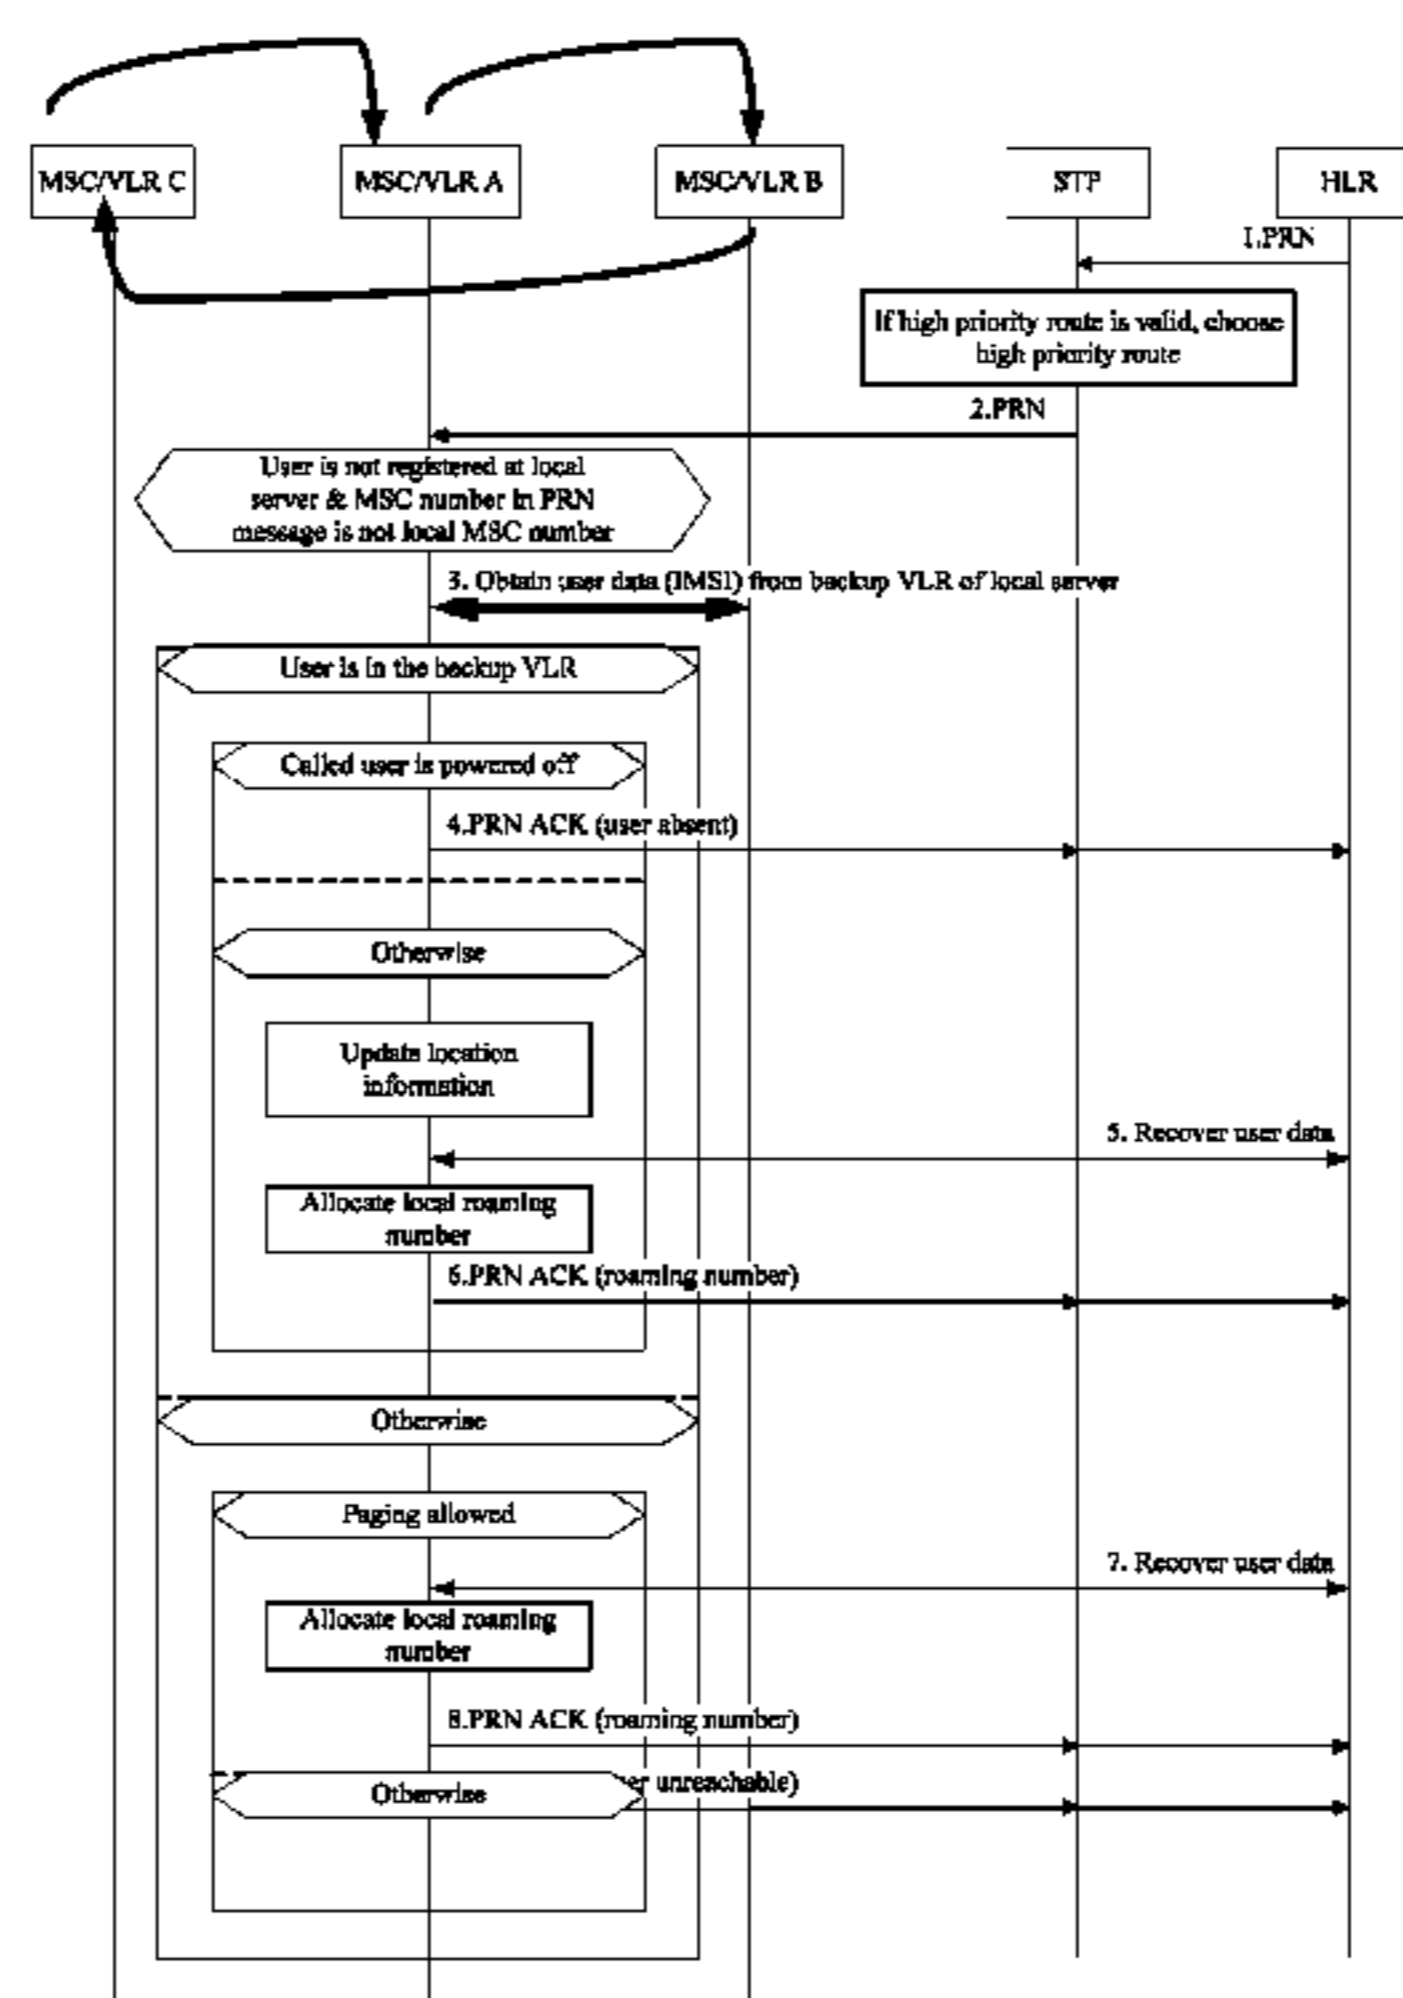 MSC/VLR C
MSC/VLR A
MSC/VLR B
STP
HLR
1.PRN
If high priority route is valid, choose
high priority route
2.PRN
User is not registered at local
server & MSC number in PRN
message is not local MSC number
3. Obtain user data (IMSI) from backup VLR of local server
User is in the backup VLR
Called user is powered off
4.PRN ACK (user absent)
Otherwise
Update location
information
5. Recover user data
Allocate local roaming
number
6.PRN ACK (roaming number)
Otherwise
Paging allowed
7. Recover user data
Allocate local roaming
number
8.PRN ACK (roaming number)
Otherwise
unreachable)